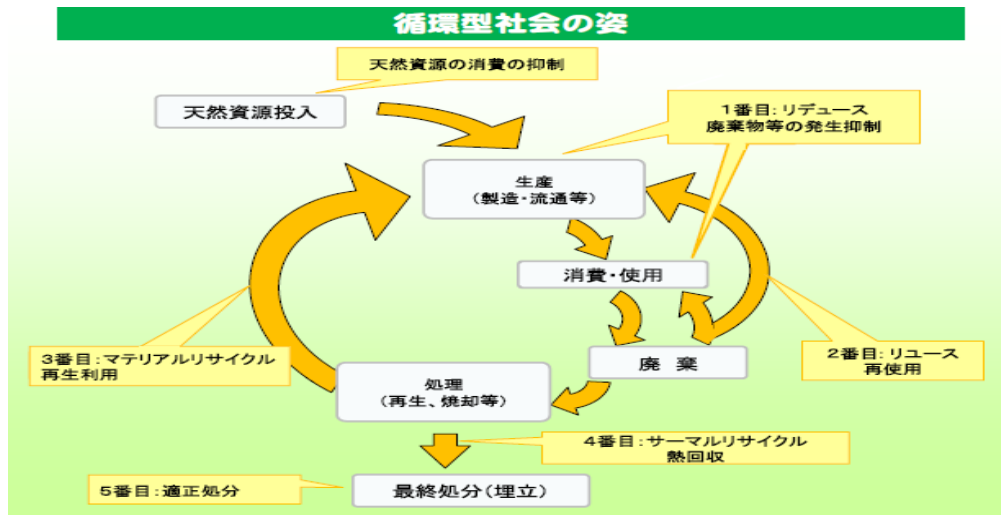 循環型社会の姿
天然資源の消費の抑制
天然資源投入
1番目:リデュース
廃棄物等の発生抑制
生産
(製造・流通等)
消費・使用
3番目:マテリアルリサイクル
再生利用
廃 棄
2番目:リユース
再使用
処理
(再生、焼却等)
4番目:サーマルリサイクル
熱回収
5番目:適正処分
最終処分(埋立)